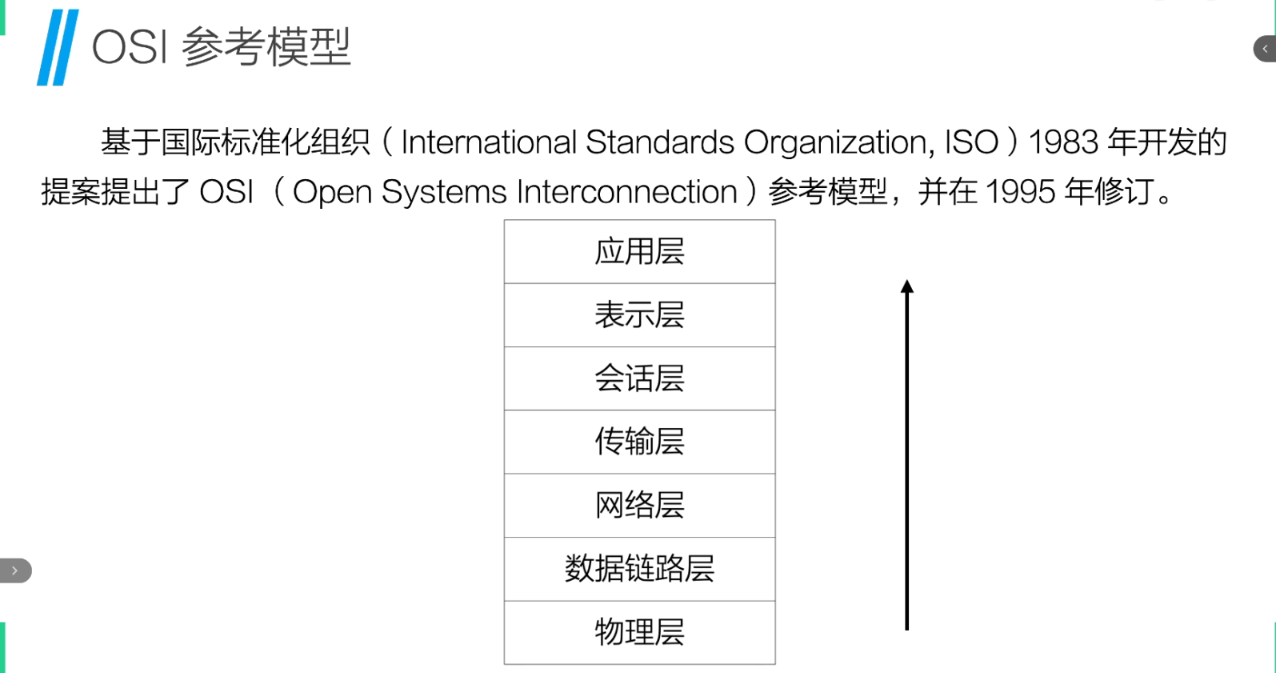 OSI 参考模型
基于国际标准化组织（International Standards Organization, ISO）1983 年开发的
提案提出了 OSI （Open Systems Interconnection）参考模型，并在 1995 年修订。
应用层
表示层
会话层
传输层
网络层
数据链路层
物理层